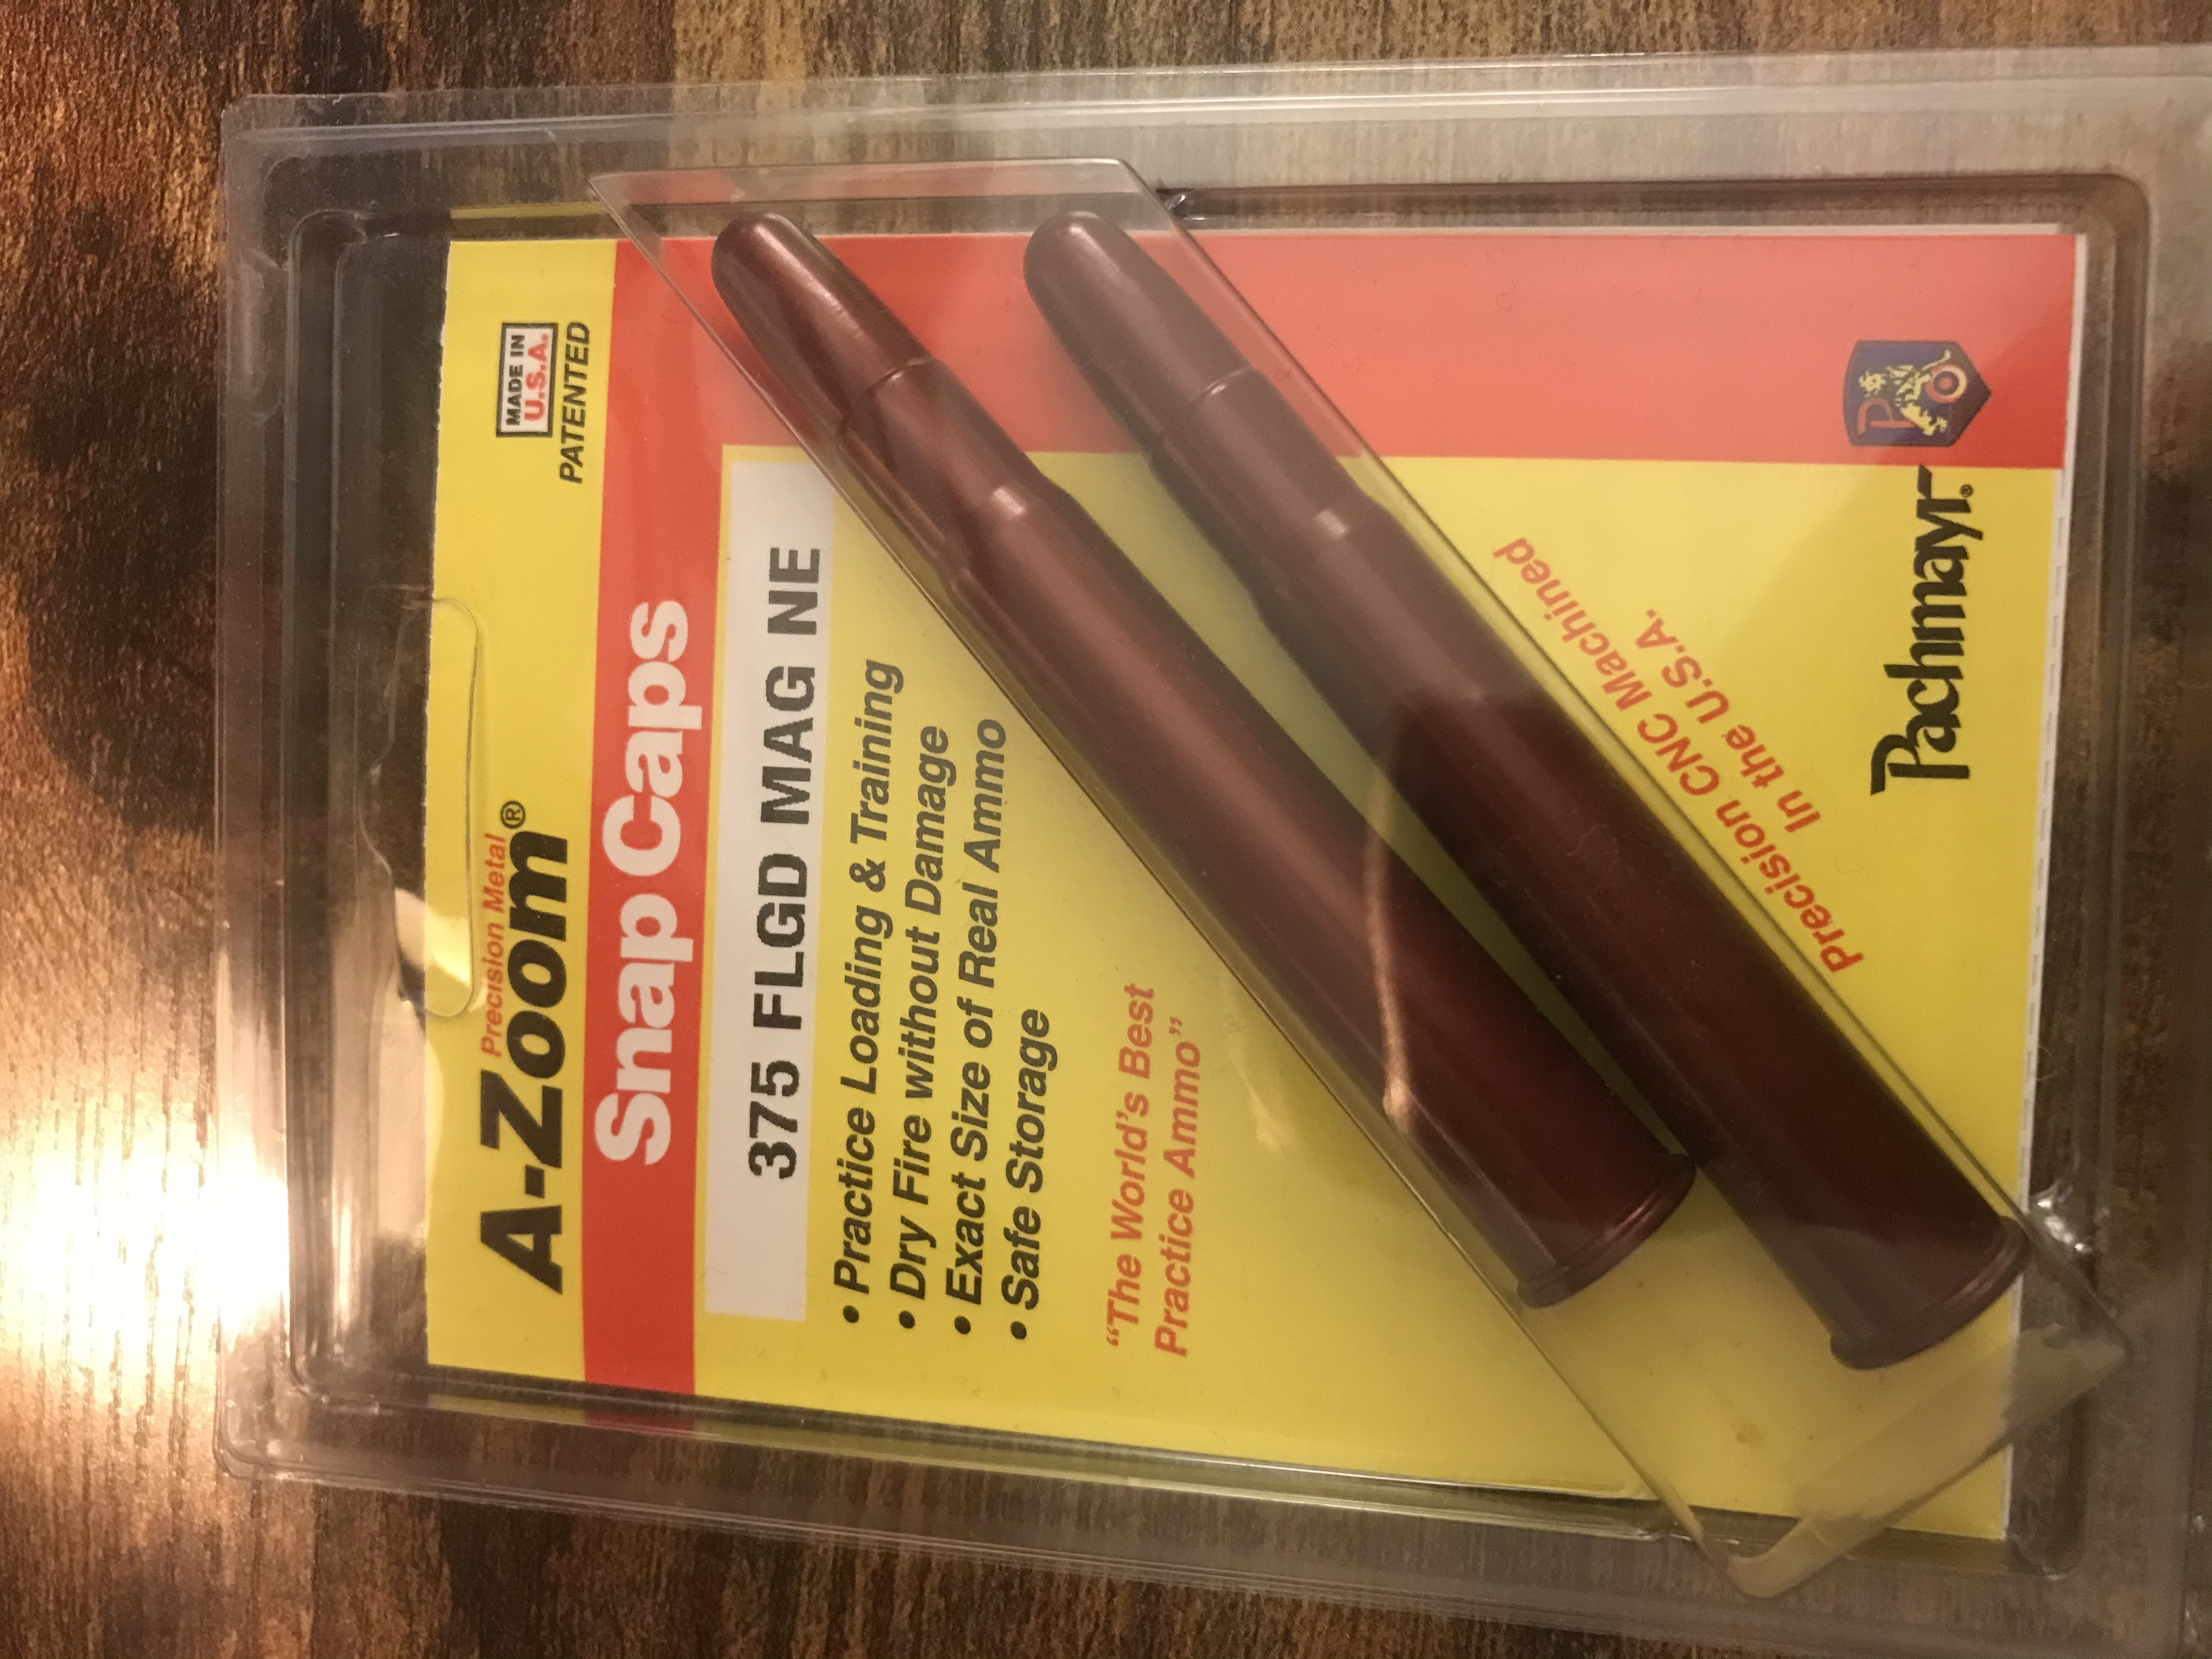 MADE IN
U.S.A.
PATENTED
Precision Metal
A-Zoom®
Snap Caps
375 FLGD MAG NE
• Practice Loading & Training
• Dry Fire without Damage
• Exact Size of Real Ammo
• Safe Storage
“The World’s Best
Practice Ammo”
Precision CNC Machined
In the U.S.A.
P
Pachmayr®